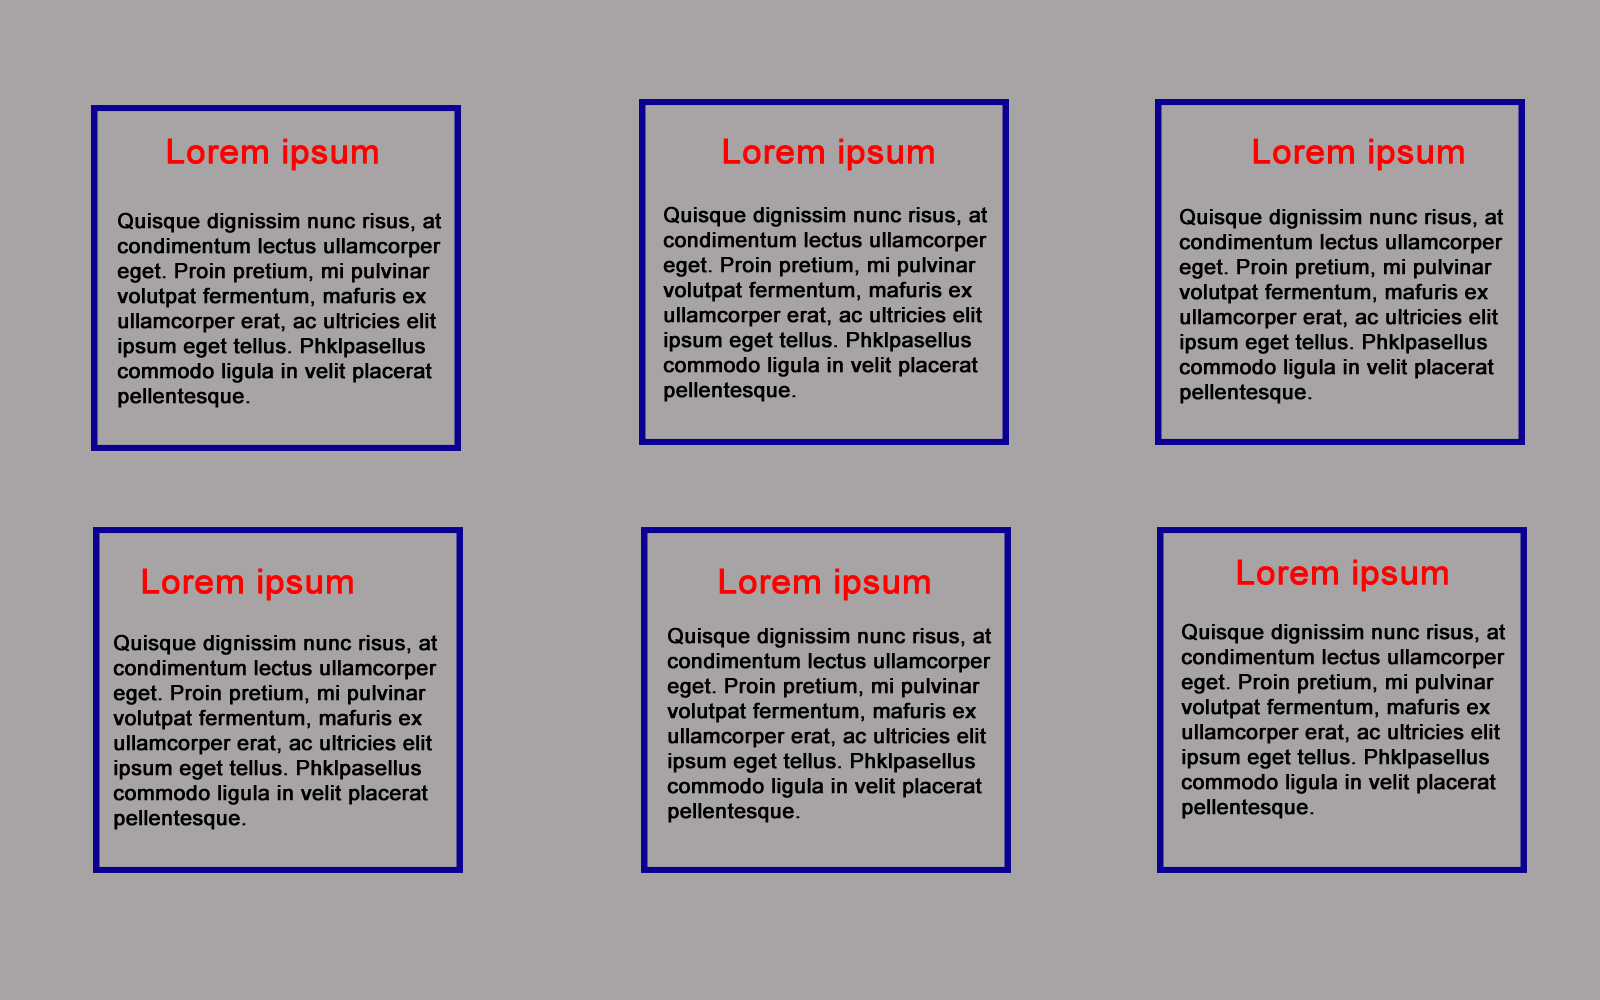 Lorem ipsum
Quisque dignissim nunc risus, at
condimentum lectus ullamcorper
eget. Proin pretium, mi pulvinar
volutpat fermentum, mafuris ex
ullamcorper erat, ac ultricies elit
ipsum eget tellus. Phklpasellus
commodo ligula in velit placerat
pellentesque.
Lorem ipsum
Quisque dignissim nunc risus, at
condimentum lectus ullamcorper
eget. Proin pretium, mi pulvinar
volutpat fermentum, mafuris ex
ullamcorper erat, ac ultricies elit
ipsum eget tellus. Phklpasellus
commodo ligula in velit placerat
pellentesque.
Lorem ipsum
Quisque dignissim nunc risus, at
condimentum lectus ullamcorper
eget. Proin pretium, mi pulvinar
volutpat fermentum, mafuris ex
ullamcorper erat, ac ultricies elit
ipsum eget tellus. Phklpasellus
commodo ligula in velit placerat
pellentesque.
Lorem ipsum
Quisque dignissim nunc risus, at
condimentum lectus ullamcorper
eget. Proin pretium, mi pulvinar
volutpat fermentum, mafuris ex
ullamcorper erat, ac ultricies elit
ipsum eget tellus. Phklpasellus
commodo ligula in velit placerat
pellentesque.
Lorem ipsum
Quisque dignissim nunc risus, at
condimentum lectus ullamcorper
eget. Proin pretium, mi pulvinar
volutpat fermentum, mafuris ex
ullamcorper erat, ac ultricies elit
ipsum eget tellus. Phklpasellus
commodo ligula in velit placerat
pellentesque.
Lorem ipsum
Quisque dignissim nunc risus, at
condimentum lectus ullamcorper
eget. Proin pretium, mi pulvinar
volutpat fermentum, mafuris ex
ullamcorper erat, ac ultricies elit
ipsum eget tellus. Phklpasellus
commodo ligula in velit placerat
pellentesque.